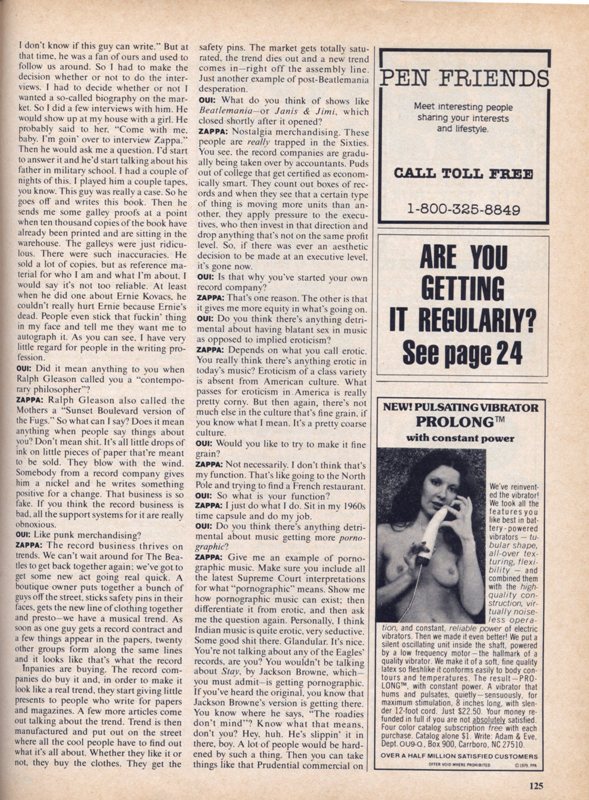 I don't know if this guy can write." But at
that time, he was a fan of ours and used to
follow us around. So I had to make the
decision whether or not to do the inter-
views. I had to decide whether or not I
wanted a so-called biography on the mar-
ket. So I did a few interviews with him. He
would show up at my house with a girl. He
probably said to her, "Come with me,
baby. I'm goin' over to interview Zappa."
Then he would ask me a question. I'd start
to answer it and he'd start talking about his
father in military school. I had a couple of
nights of this. I played him a couple tapes,
you know. This guy was really a case. So he
goes off and writes this book. Then he
sends me some galley proofs at a point
when ten thousand copies of the book have
already been printed and are sitting in the
warehouse. The galleys were just ridicu-
lous. There were such inaccuracies. He
sold a lot of copies, but as reference ma-
terial for who I am and what I'm about, I
would say it's not too reliable. At least
when he did one about Ernie Kovacs, he
couldn't really hurt Ernie because Ernie's
dead. People even stick that fuckin' thing
in my face and tell me they want me to
autograph it. As you can see, I have very
little regard for people in the writing pro-
fession.
OUI: Did it mean anything to you when
Ralph Gleason called you a "contempo-
rary philosopher"?
ZAPPA: Ralph Gleason also called the
Mothers a "Sunset Boulevard version of
the Fugs." So what can I say? Does it mean
anything when people say things about
you? Don't mean shit. It's all little drops of
ink on little pieces of paper that're meant
to be sold. They blow with the wind.
Somebody from a record company gives
him a nickel and he writes something
positive for a change. That business is so
fake. If you think the record business is
bad, all the support systems for it are really
obnoxious.
OUI: Like punk merchandising?
ZAPPA: The record business thrives on
trends. We can't wait around for The Bea-
tles to get back together again; we've got to
get some new act going real quick. A
boutique owner puts together a bunch of
guys off the street, sticks safety pins in their
faces, gets the new line of clothing together
and presto—we have a musical trend. As
soon as one guy gets a record contract and
a few things appear in the papers, twenty
other groups form along the same lines
and it looks like that's what the record
Inpanies are buying. The record com-
panies do buy it and, in order to make it
look like a real trend, they start giving little
presents to people who write for papers
and magazines. A few more articles come
out talking about the trend. Trend is then
manufactured and put out on the street
where all the cool people have to find out
what it's all about. Whether they like it or
not, they buy the clothes. They get the
safety pins. The market gets totally satu-
rated, the trend dies out and a new trend
comes in—right off the assembly line.
Just another example of post-Beatlemania
desperation.
OUI: What do you think of shows like
Beatlemania—or Janis & Jimi, which
closed shortly after it opened?
ZAPPA: Nostalgia merchandising. These
people are really trapped in the Sixties.
You see, the record companies are gradu-
ally being taken over by accountants. Puds
out of college that get certified as econom-
ically smart. They count out boxes of rec-
ords and when they see that a certain type
of thing is moving more units than an-
other, they apply pressure to the execu-
tives, who then invest in that direction and
drop anything that's not on the same profit
level. So, if there was ever an aesthetic
decision to be made at an executive level,
it's gone now.
OUI: Is that why you've started your own
record company?
ZAPPA: That's one reason. The other is that
it gives me more equity in what's going on.
OUI: Do you think there's anything detri-
mental about having blatant sex in music
as opposed to implied eroticism?
ZAPPA: Depends on what you call erotic.
You really think there's anything erotic in
today's music? Eroticism of a class variety
is absent from American culture. What
passes for eroticism in America is really
pretty corny. But then again, there's not
much else in the culture that's fine grain, if
you know what I mean. It's a pretty coarse
culture.
OUI: Would you like to try to make it fine
grain?
ZAPPA: Not necessarily. I don't think that's
my function. That's like going to the North
Pole and trying to find a French restaurant.
OUI: So what is your function?
ZAPPA: I just do what I do. Sit in my 1960s
time capsule and do my job.
OUI: Do you think there's anything detri-
mental about music getting more porno-
graphic?
ZAPPA: Give me an example of porno-
graphic music. Make sure you include all
the latest Supreme Court interpretations
for what "pornographic" means. Show me
how pornographic music can exist; then
differentiate it from erotic, and then ask
me the question again. Personally, I think
Indian music is quite erotic, very seductive.
Some good shit there. Glandular. It's nice.
You're not talking about any of the Eagles'
records, are you? You wouldn't be talking
about Stay, by Jackson Browne, which—
you must admit—is getting pornographic.
If you've heard the original, you know that
Jackson Browne's version is getting there.
You know where he says, "The roadies
don't mind"? Know what that means,
don't you? Hey, huh. He's slippin' it in
there, boy. A lot of people would be hard-
ened by such a thing. Then you can take
things like that Prudential commercial on
PEN FRIENDS
Meet interesting people
sharing your interests
and lifestyle.
CALL TOLL FREE
1-800-325-8849
ARE YOU
GETTING
IT REGULARLY?
See page 24
NEW! PULSATING VIBRATOR
PROLONG™
with constant power
We've reinvent-
ed the vibrator!
We took all the
features you
like best in bat-
tery-powered
vibrators — tu-
bular shape,
all-over tex-
turing, flexi-
bility — and
combined them
with the high-
quality con-
struction, vir-
tually noise-
less opera-
tion, and constant, reliable power of electric
vibrators. Then we made it even better! We put a
silent oscillating unit inside the shaft, powered
by a low frequency motor—the hallmark of a
quality vibrator. We make it of a soft, fine quality
latex so fleshlike it conforms easily to body con-
tours and temperatures. The result—PRO-
LONG™, with constant power. A vibrator that
hums and pulsates, quietly—sensuously, for
maximum stimulation, 8 inches long, with slen-
der 12-foot cord. Just $22.50. Your money re-
funded in full if you are not absolutely satisfied.
Four color catalog subscription free with each
purchase. Catalog alone $1. Write: Adam & Eve,
Dept. OU9-O, Box 900, Carrboro, NC 27510.
OVER A HALF MILLION SATISFIED CUSTOMERS
OFFER VOID WHERE PROHIBITED
125